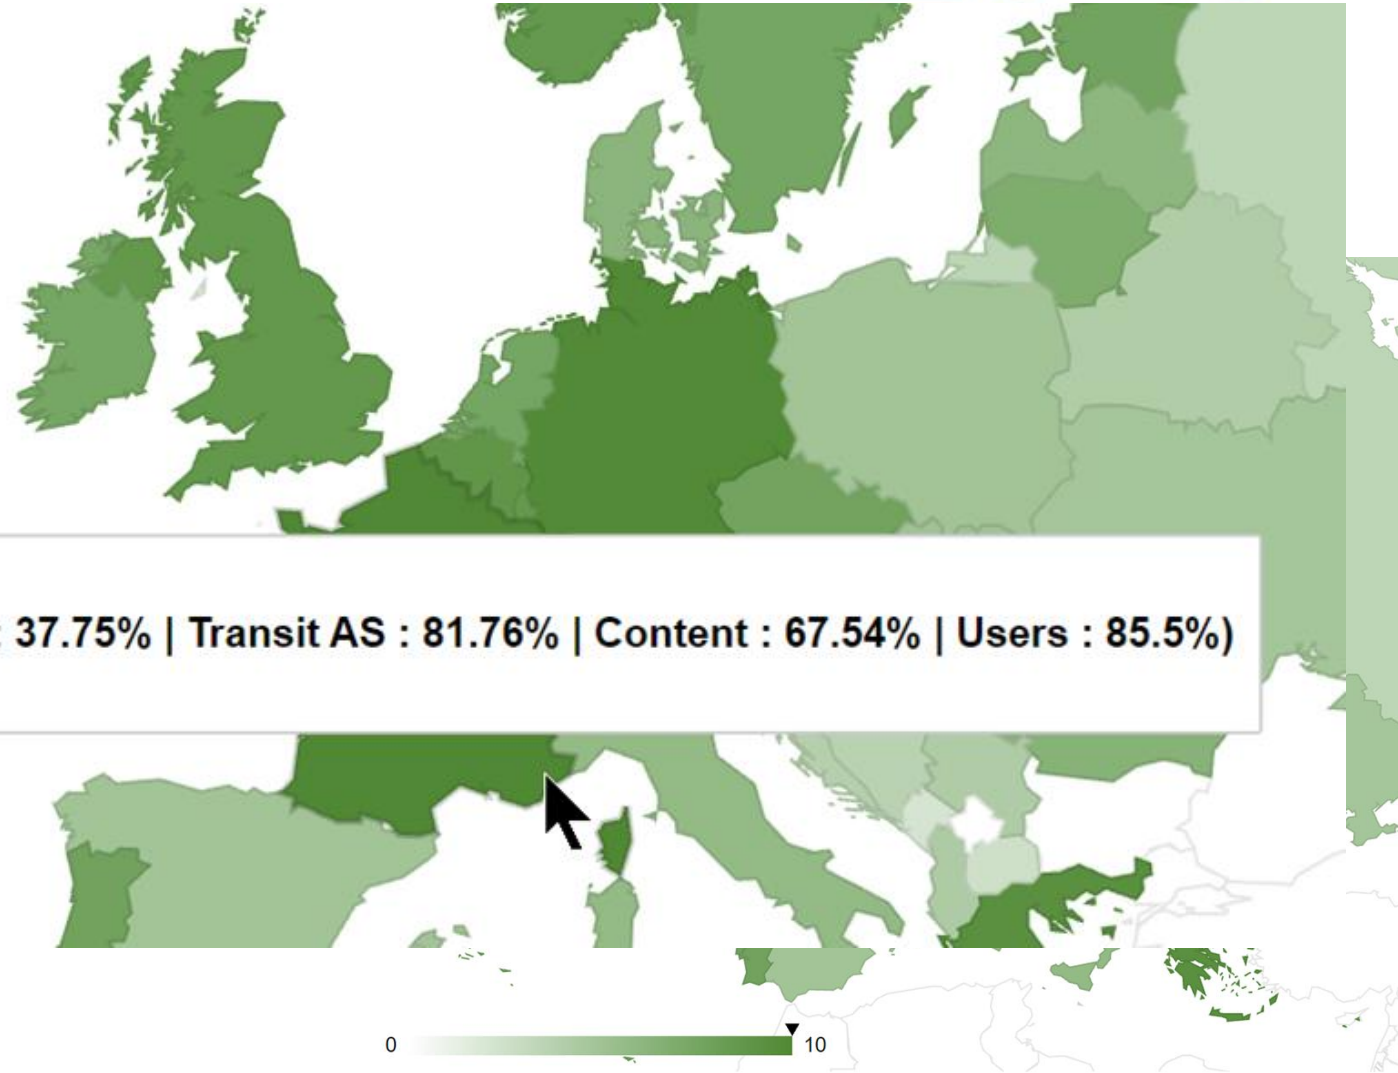 : 37.75% | Transit AS : 81.76% | Content : 67.54% | Users : 85.5%)
0 10